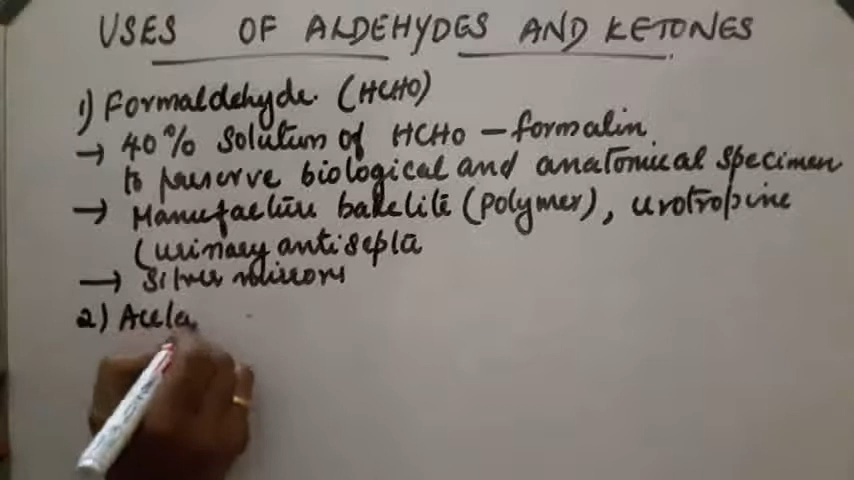 USES OF ALDEHYDES AND KETONES
1) Formaldehyde. (HCHO)
→ 40% Solution of HCHO - formalin
to preserve biological and anatomical specimen
→ Manufacture bakelite (polymer), urotropine
(urinary antiseptic
→ Silver mirrors
2) Aceta